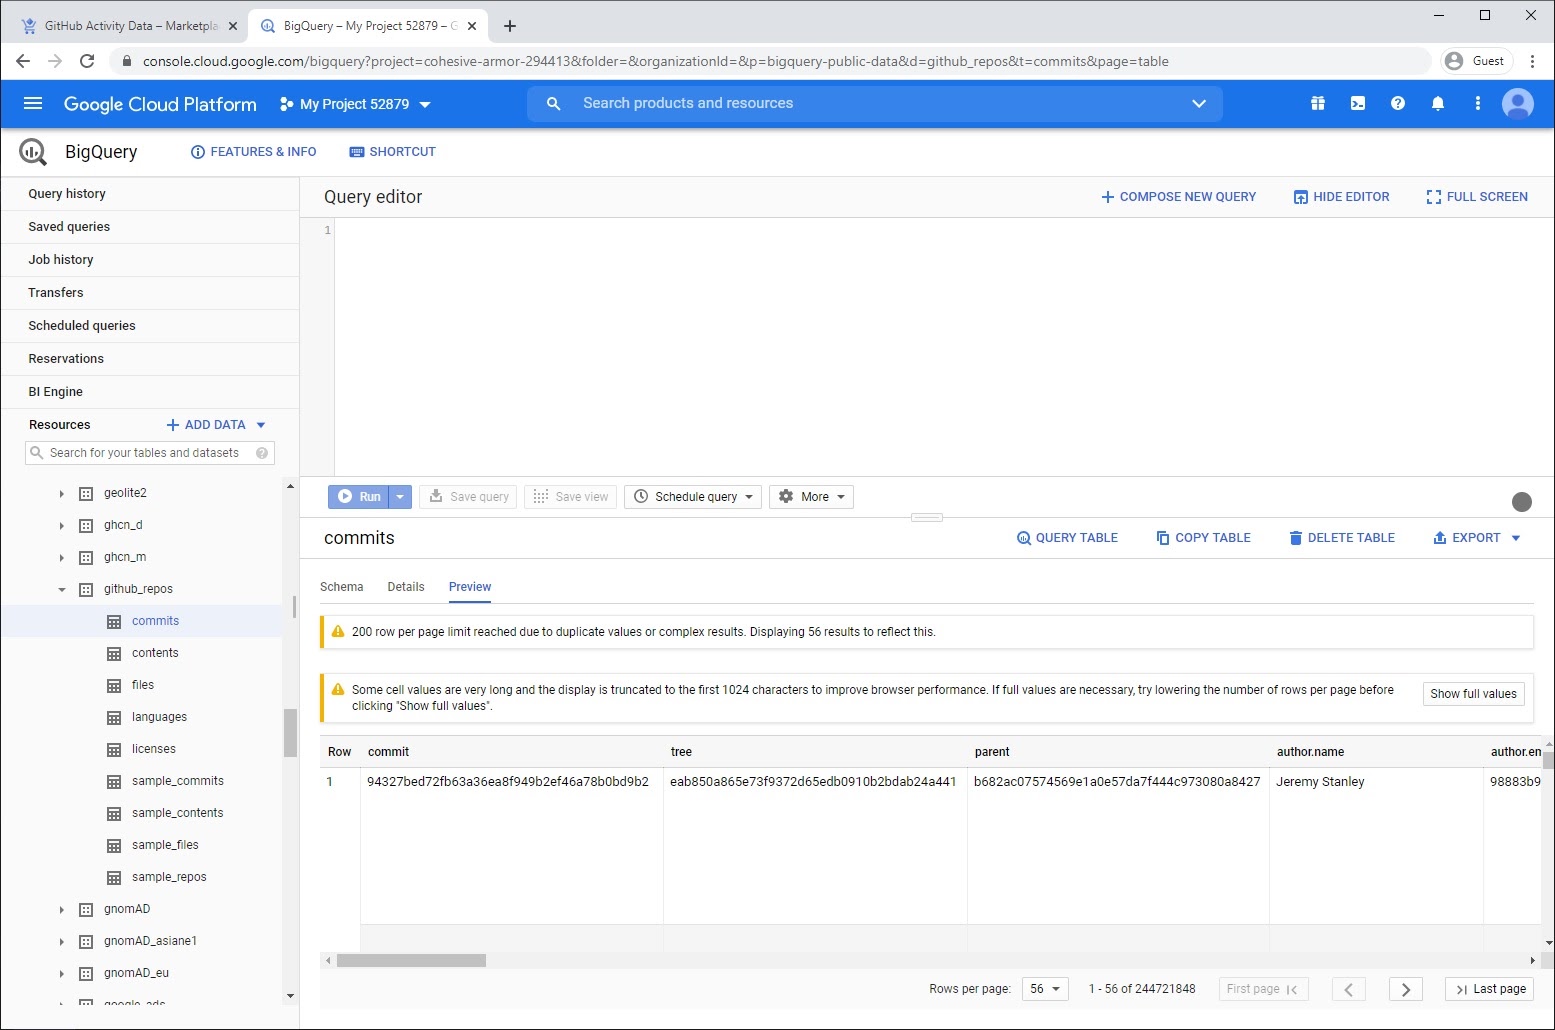 GitHub Activity Data – Marketpla
BigQuery – My Project 52879 – G
console.cloud.google.com/bigquery?project=cohesive-armor-294413&folder=&organizationId=&p=bigquery-public-data&d=github_repos&t=commits&page=table
Guest
Google Cloud Platform
My Project 52879
Search products and resources
BigQuery
FEATURES & INFO
SHORTCUT
Query history
Saved queries
Job history
Transfers
Scheduled queries
Reservations
BI Engine
Resources
ADD DATA
Search for your tables and datasets
geolite2
ghcn_d
ghcn_m
github_repos
commits
contents
files
languages
licenses
sample_commits
sample_contents
sample_files
sample_repos
gnomAD
gnomAD_asiane1
gnomAD_eu
google_ads
Query editor
COMPOSE NEW QUERY
HIDE EDITOR
FULL SCREEN
1
Run
Save query
Save view
Schedule query
More
commits
QUERY TABLE
COPY TABLE
DELETE TABLE
EXPORT
Schema
Details
Preview
200 row per page limit reached due to duplicate values or complex results. Displaying 56 results to reflect this.
Some cell values are very long and the display is truncated to the first 1024 characters to improve browser performance. If full values are necessary, try lowering the number of rows per page before
clicking "Show full values".
Show full values
Row commit tree parent author.name author.em
1 94327bed72fb63a36ea8f949b2ef46a78b0bd9b2 eab850a865e73f9372d65edb0910b2bdab24a441 b682ac07574569e1a0e57da7f444c973080a8427 Jeremy Stanley 98883b9
Rows per page: 56 1 - 56 of 244721848 First page Last page